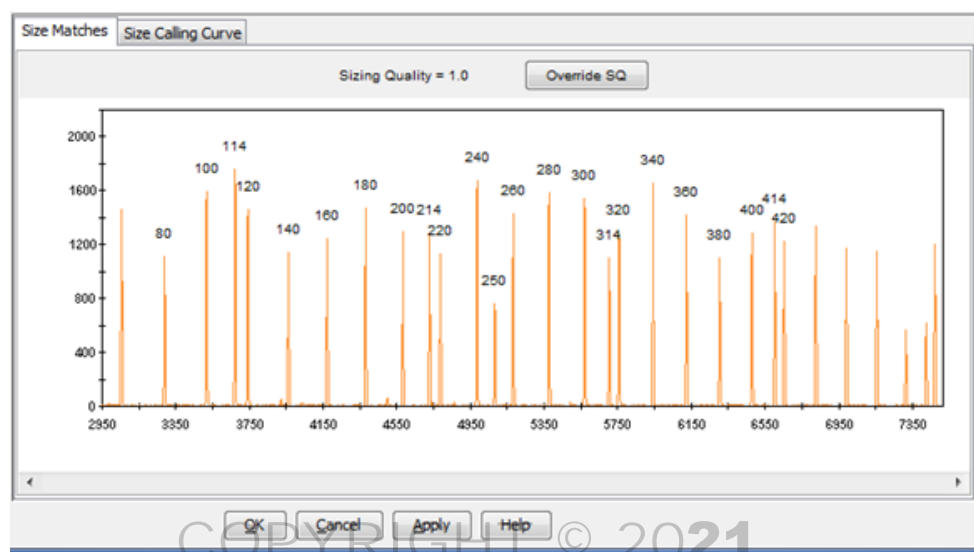 Size Matches Size Calling Curve
Sizing Quality = 1.0 Override SQ
2000
1600
1200
800
400
0
80 100 114 120 140 160 180 200 214 220 240 250 260 280 300 314 320 340 360 380 400 414 420
2950 3350 3750 4150 4550 4950 5350 5750 6150 6550 6950 7350
OK Cancel Apply Help
COPYRIGHT © 2021